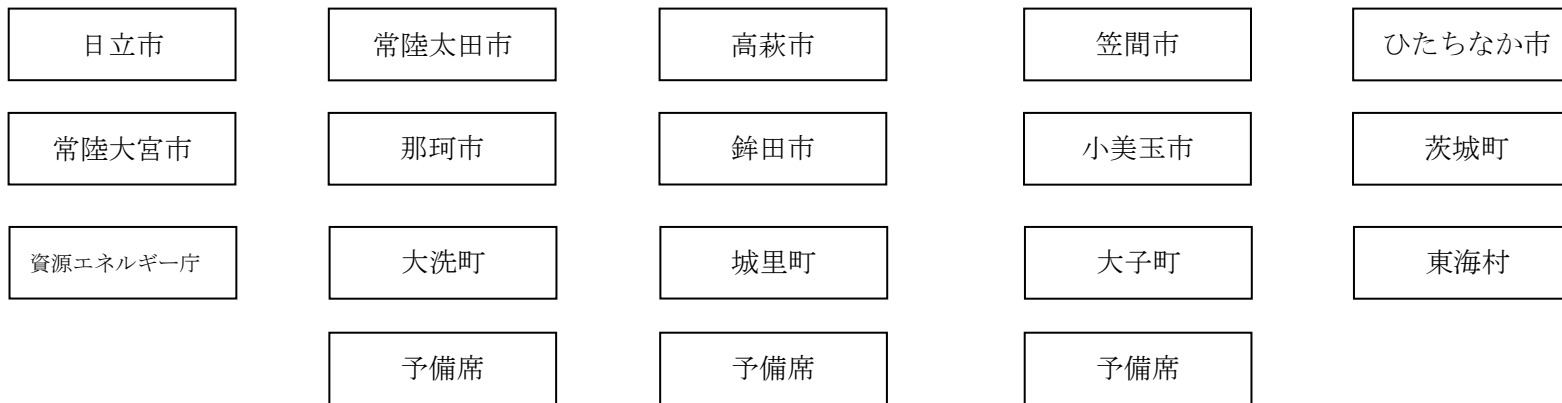 日立市
常陸太田市
高萩市
笠間市
ひたちなか市
常陸大宮市
那珂市
鉾田市
小美玉市
茨城町
資源エネルギー庁
大洗町
城里町
大子町
東海村
予備席
予備席
予備席